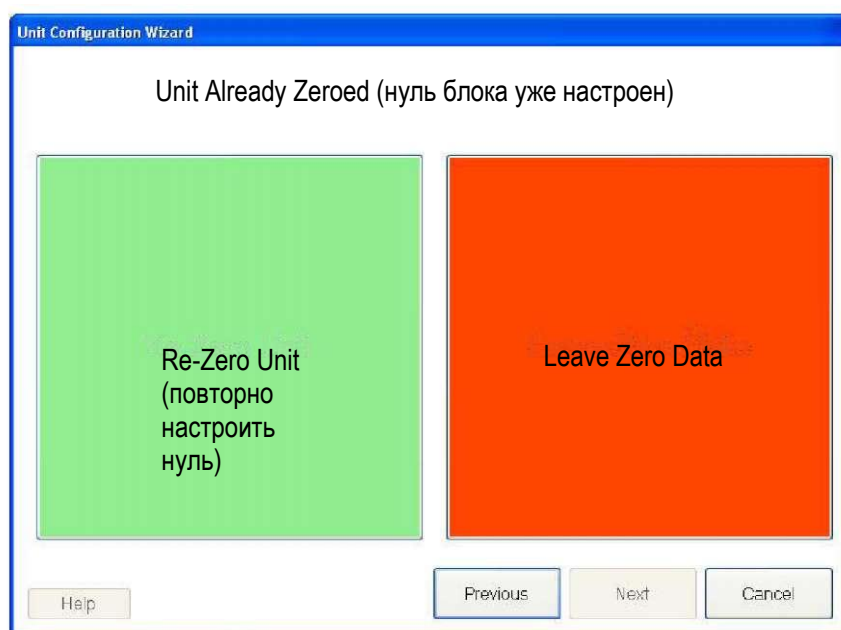 Unit Configuration Wizard
Unit Already Zeroed (нуль блока уже настроен)
Re-Zero Unit
(повторно
настроить
нуль)
Leave Zero Data
Help
Previous
Next
Cancel